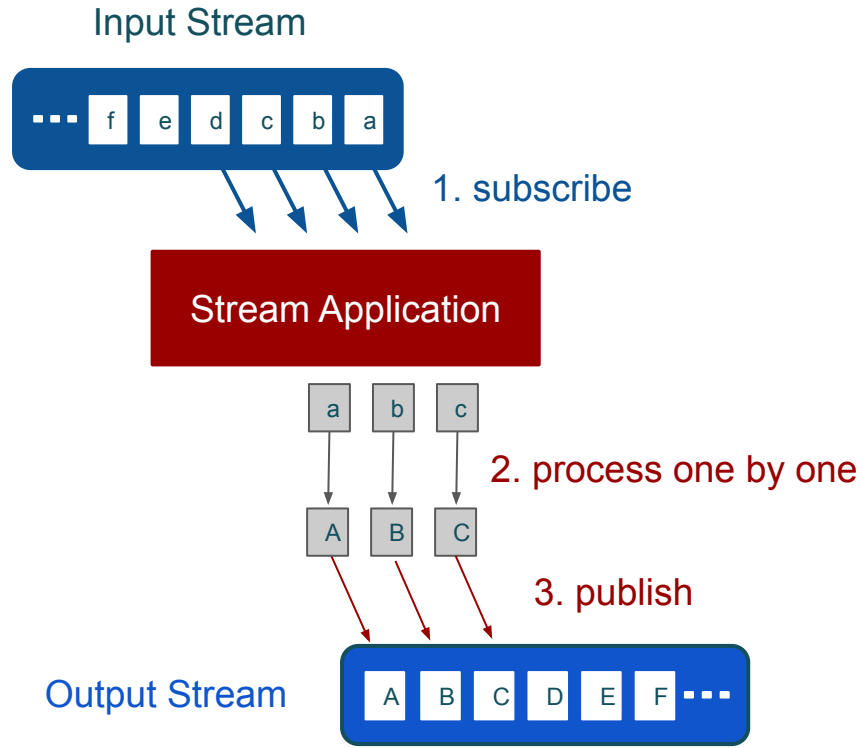 Input Stream
f e d c b a
1. subscribe
Stream Application
a b c
2. process one by one
A B C
3. publish
Output Stream
A B C D E F